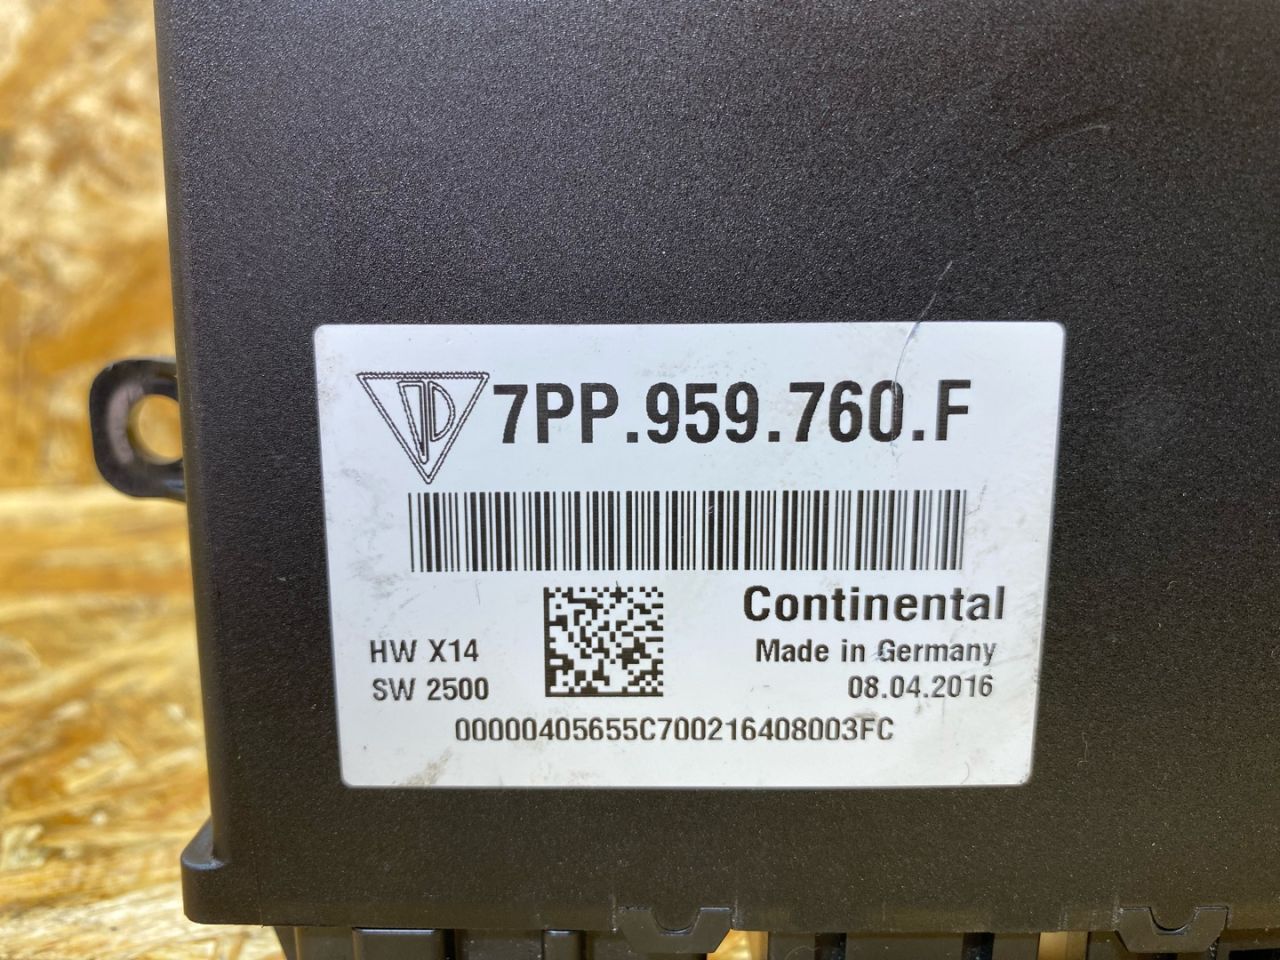 7PP.959.760.F
Continental
HW X14
Made in Germany
SW 2500
08.04.2016
00000405655C700216408003FC